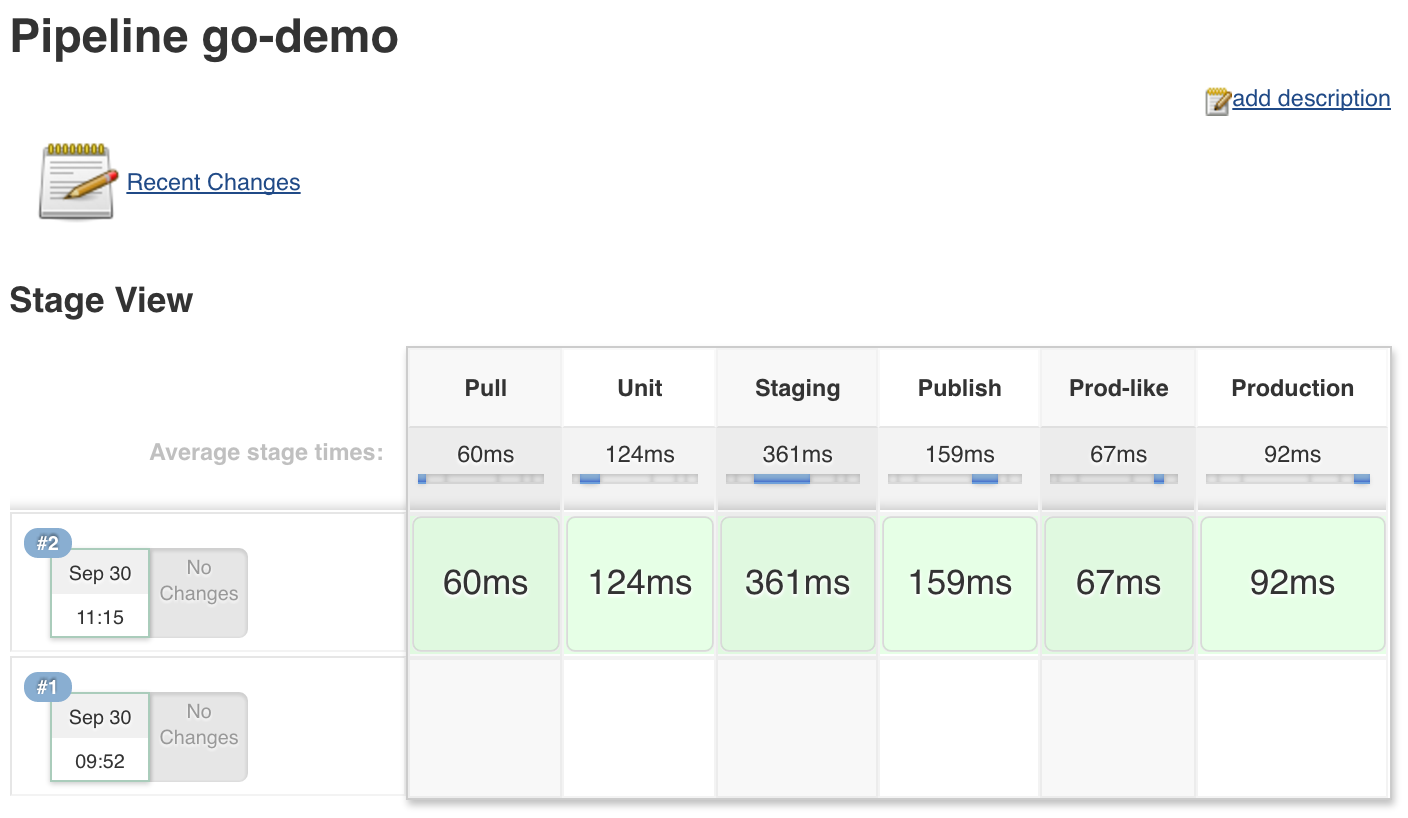 Pipeline go-demo
add description
Recent Changes
Stage View
Pull Unit Staging Publish Prod-like Production
Average stage times: 60ms 124ms 361ms 159ms 67ms 92ms
#2
Sep 30
11:15
No
Changes
60ms 124ms 361ms 159ms 67ms 92ms
#1
Sep 30
09:52
No
Changes